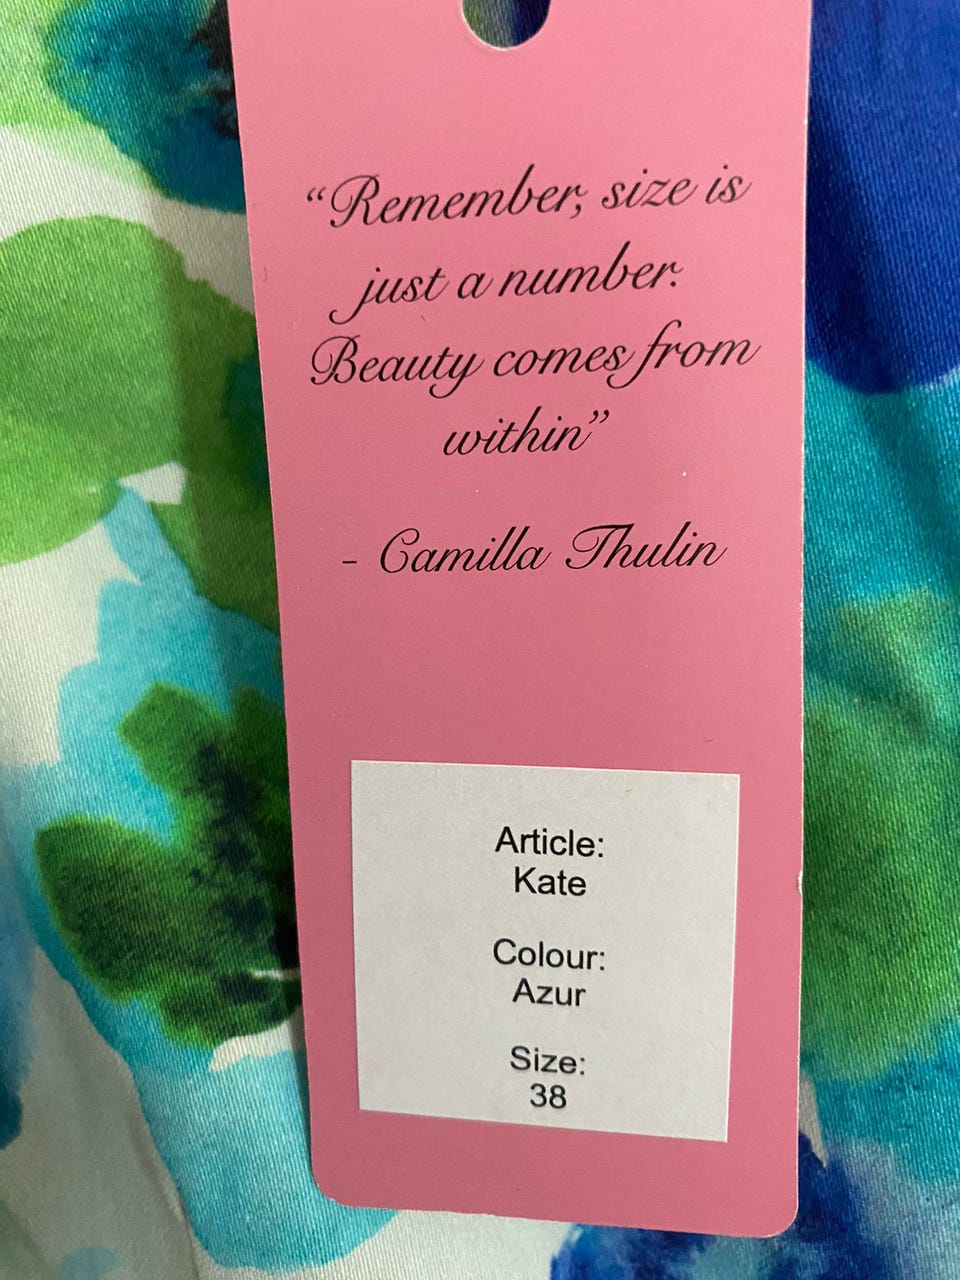 “Remember, size is
just a number.
Beauty comes from
within”
- Camilla Thulin
Article:
Kate
Colour:
Azur
Size:
38